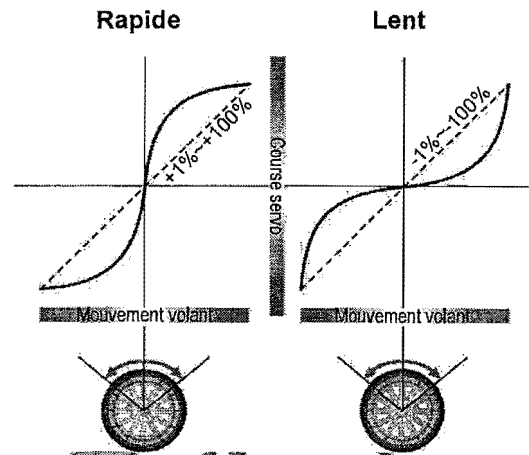 Rapide
Lent
+1%~+100%
-1%~100%
Course servo
Mouvement volant
Mouvement volant